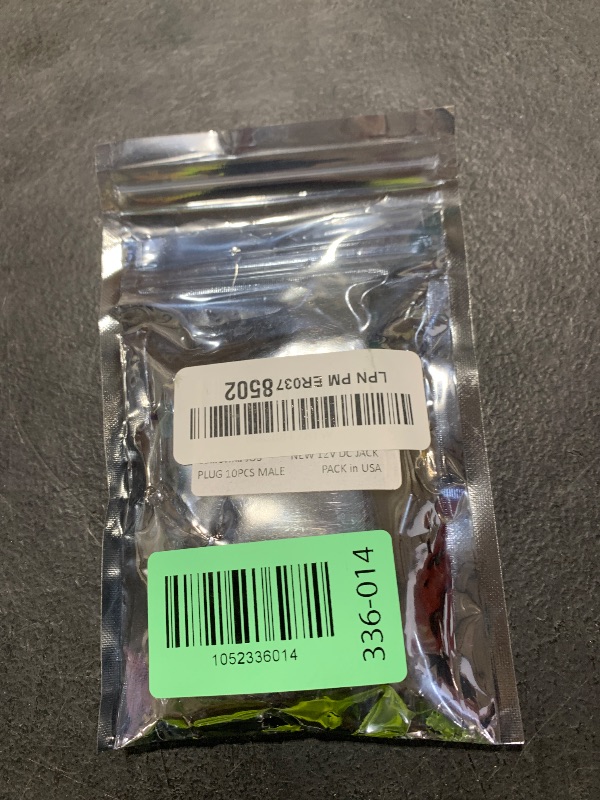 LPN PM ER0378502
NEW 12V DC JACK
PLUG 10PCS MALE PACK in USA
336-014
1052336014